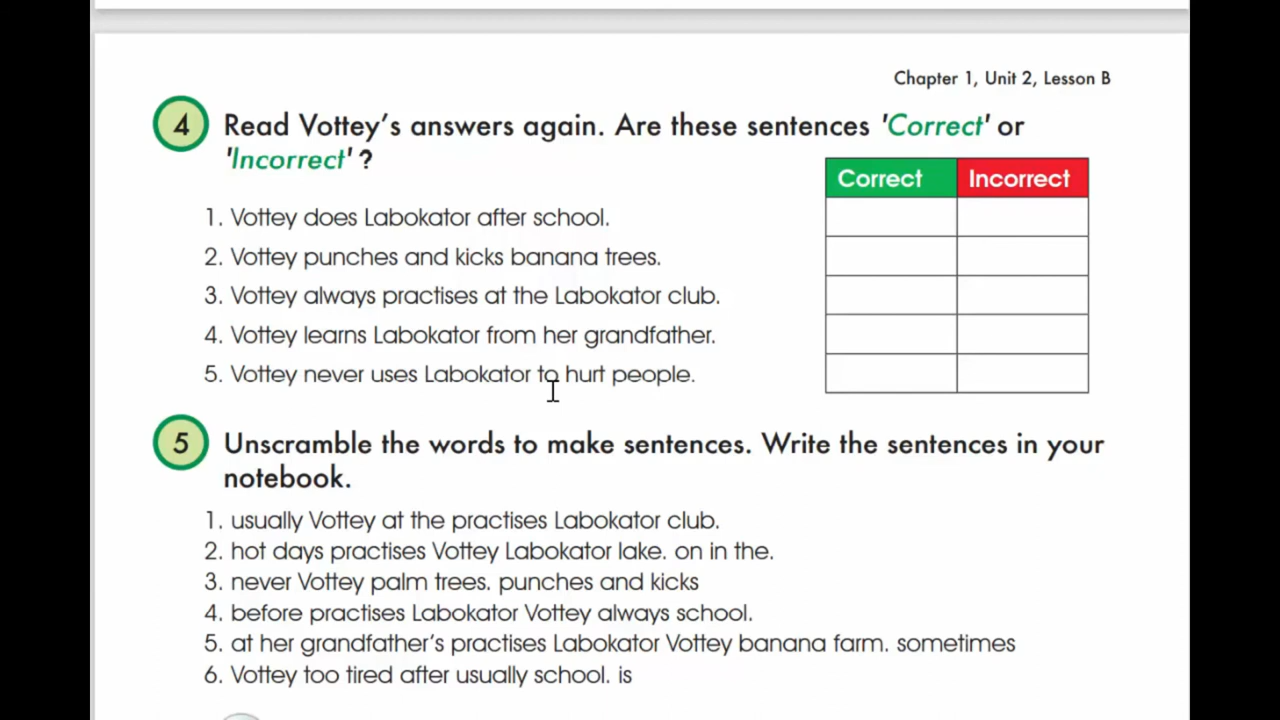 Chapter 1, Unit 2, Lesson B
4 Read Vottey's answers again. Are these sentences 'Correct' or
'Incorrect' ?
Correct Incorrect
1. Vottey does Labokator after school.
2. Vottey punches and kicks banana trees.
3. Vottey always practises at the Labokator club.
4. Vottey learns Labokator from her grandfather.
5. Vottey never uses Labokator to hurt people.
5 Unscramble the words to make sentences. Write the sentences in your
notebook.
1. usually Vottey at the practises Labokator club.
2. hot days practises Vottey Labokator lake. on in the.
3. never Vottey palm trees. punches and kicks
4. before practises Labokator Vottey always school.
5. at her grandfather's practises Labokator Vottey banana farm. sometimes
6. Vottey too tired after usually school. is